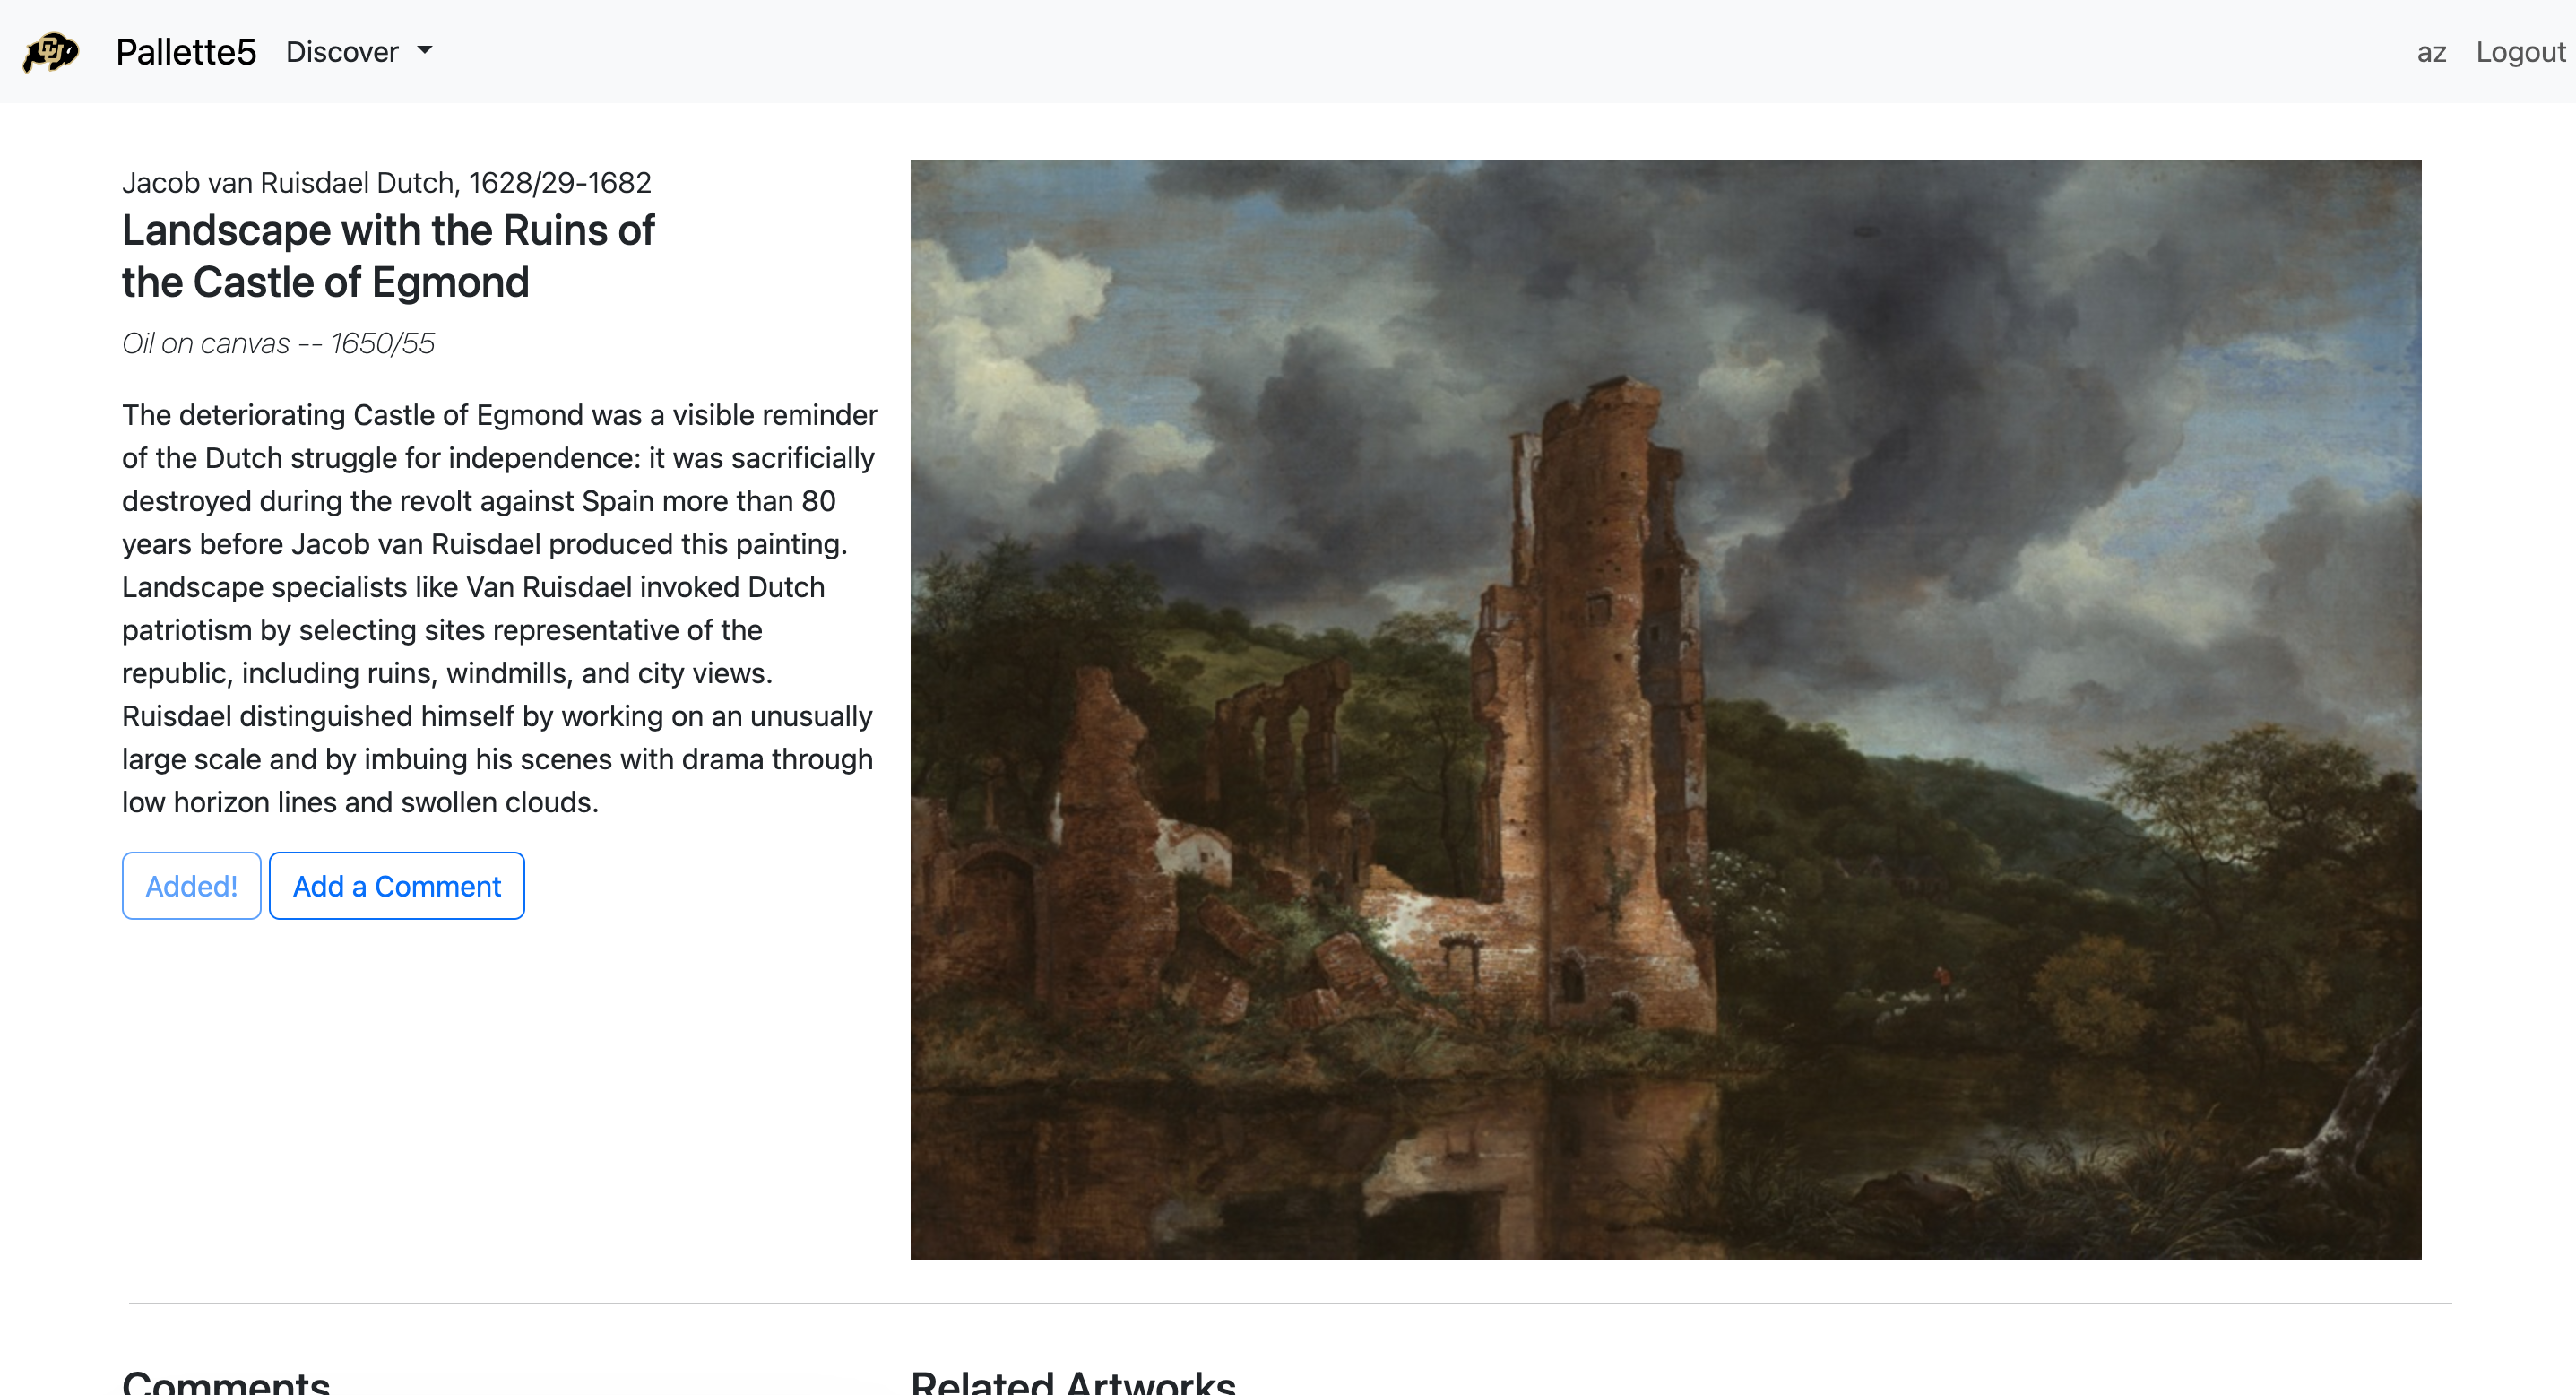 CU
Pallette5 Discover az Logout
Jacob van Ruisdael Dutch, 1628/29-1682
Landscape with the Ruins of
the Castle of Egmond
Oil on canvas -- 1650/55
The deteriorating Castle of Egmond was a visible reminder
of the Dutch struggle for independence: it was sacrificially
destroyed during the revolt against Spain more than 80
years before Jacob van Ruisdael produced this painting.
Landscape specialists like Van Ruisdael invoked Dutch
patriotism by selecting sites representative of the
republic, including ruins, windmills, and city views.
Ruisdael distinguished himself by working on an unusually
large scale and by imbuing his scenes with drama through
low horizon lines and swollen clouds.
Added! Add a Comment
Comments
Related Artworks